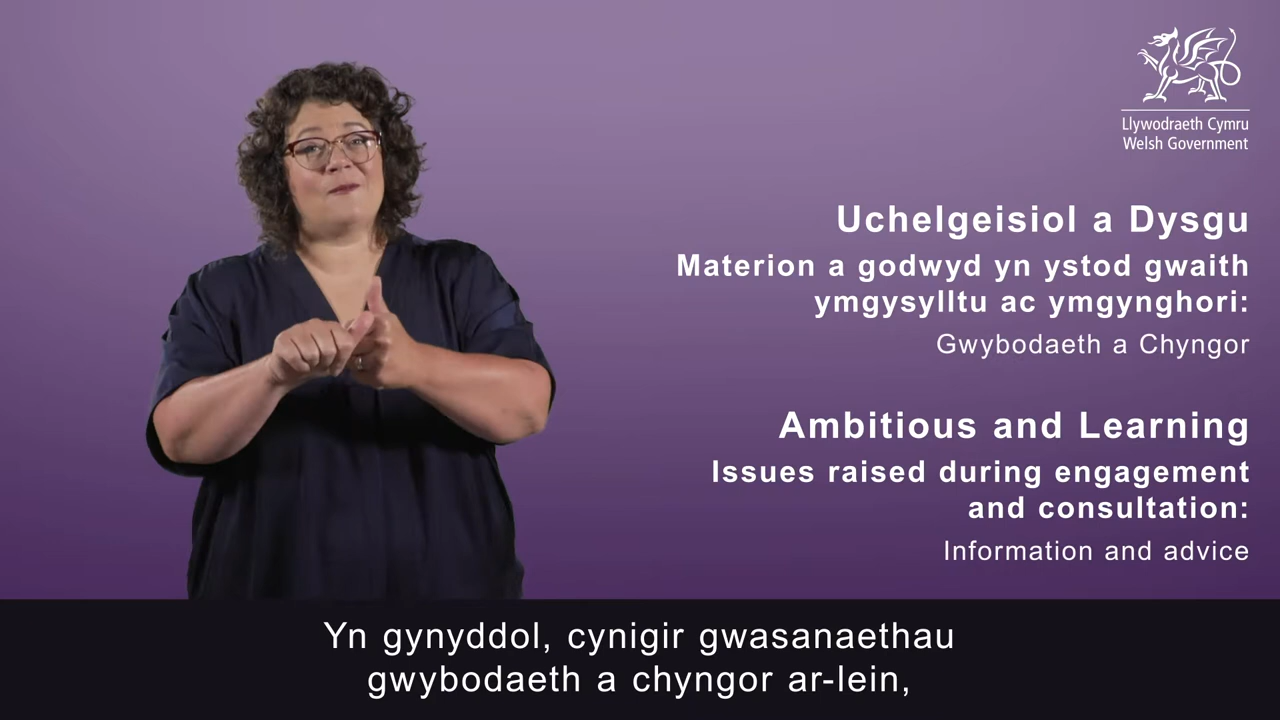 Llywodraeth Cymru
Welsh Government
Uchelgeisiol a Dysgu
Materion a godwyd yn ystod gwaith
ymgysylltu ac ymgynghori:
Gwybodaeth a Chyngor
Ambitious and Learning
Issues raised during engagement
and consultation:
Information and advice
Yn gynyddol, cynigir gwasanaethau
gwybodaeth a chyngor ar-lein,